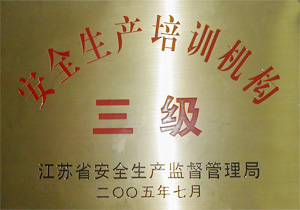 安全生产培训机构
三级
江苏省安全生产监督管理局
二〇〇五年七月